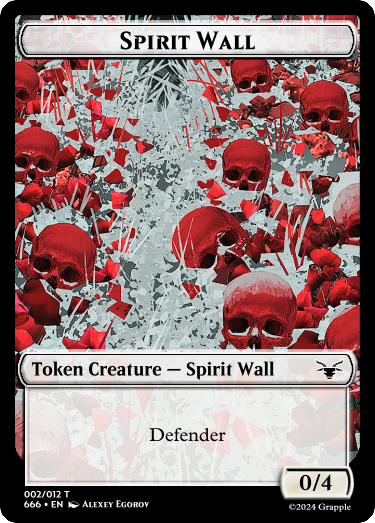 Spirit Wall
Token Creature — Spirit Wall
Defender
0/4
002/012 T
666 • EN Alexey Egorov
©2024 Grapple